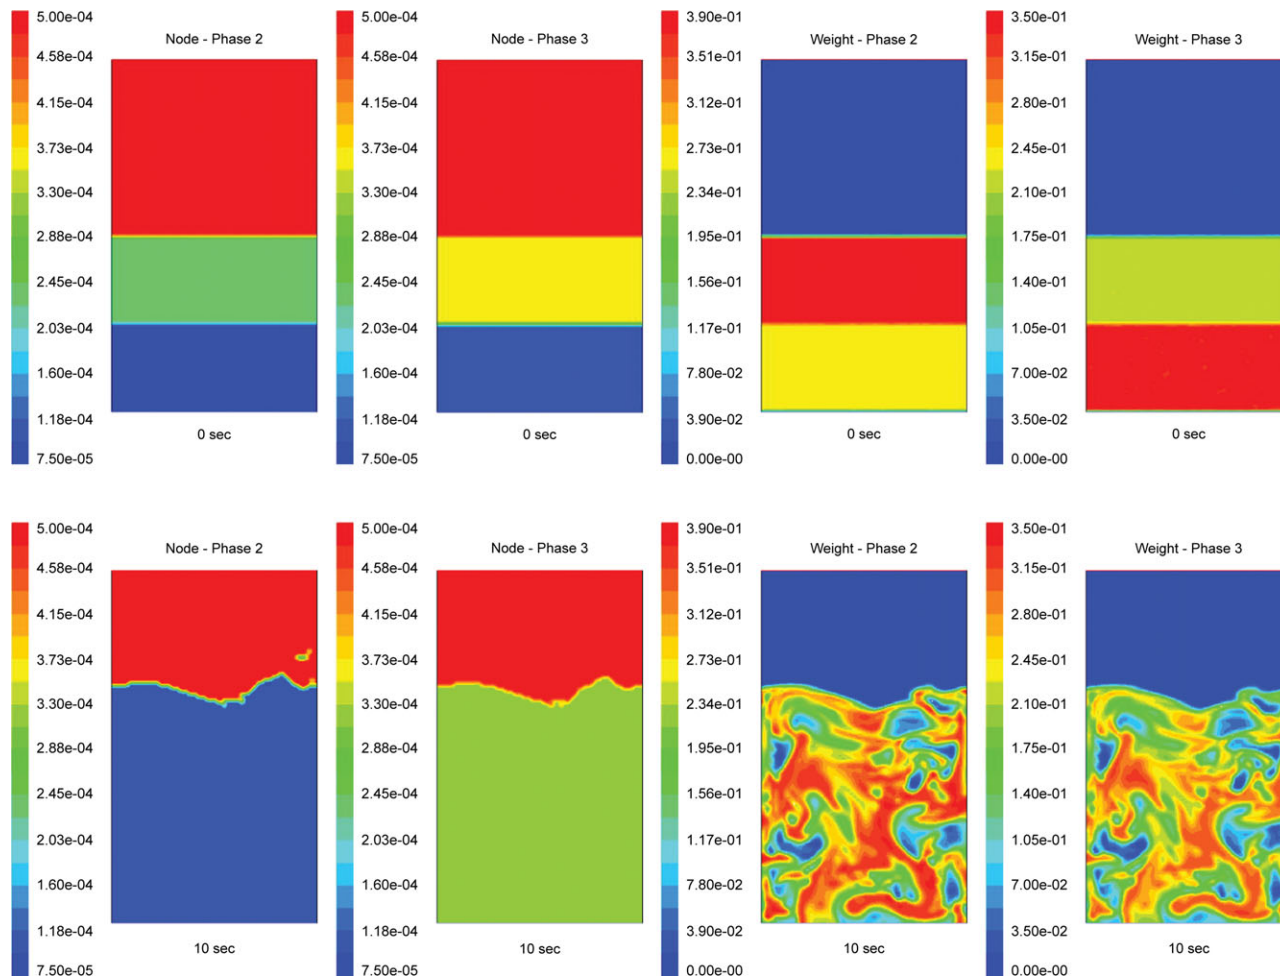 5.00e-04 5.00e-04 3.90e-01 3.50e-01
Node - Phase 2 Node - Phase 3 Weight - Phase 2 Weight - Phase 3
4.58e-04 4.58e-04 3.51e-01 3.15e-01
4.15e-04 4.15e-04 3.12e-01 2.80e-01
3.73e-04 3.73e-04 2.73e-01 2.45e-01
3.30e-04 3.30e-04 2.34e-01 2.10e-01
2.88e-04 2.88e-04 1.95e-01 1.75e-01
2.45e-04 2.45e-04 1.56e-01 1.40e-01
2.03e-04 2.03e-04 1.17e-01 1.05e-01
1.60e-04 1.60e-04 7.80e-02 7.00e-02
1.18e-04 1.18e-04 3.90e-02 3.50e-02
0 sec 0 sec 0 sec 0 sec
7.50e-05 7.50e-05 0.00e-00 0.00e-00
5.00e-04 5.00e-04 3.90e-01 3.50e-01
Node - Phase 2 Node - Phase 3 Weight - Phase 2 Weight - Phase 3
4.58e-04 4.58e-04 3.51e-01 3.15e-01
4.15e-04 4.15e-04 3.12e-01 2.80e-01
3.73e-04 3.73e-04 2.73e-01 2.45e-01
3.30e-04 3.30e-04 2.34e-01 2.10e-01
2.88e-04 2.88e-04 1.95e-01 1.75e-01
2.45e-04 2.45e-04 1.56e-01 1.40e-01
2.03e-04 2.03e-04 1.17e-01 1.05e-01
1.60e-04 1.60e-04 7.80e-02 7.00e-02
1.18e-04 1.18e-04 3.90e-02 3.50e-02
10 sec 10 sec 10 sec 10 sec
7.50e-05 7.50e-05 0.00e-00 0.00e-00